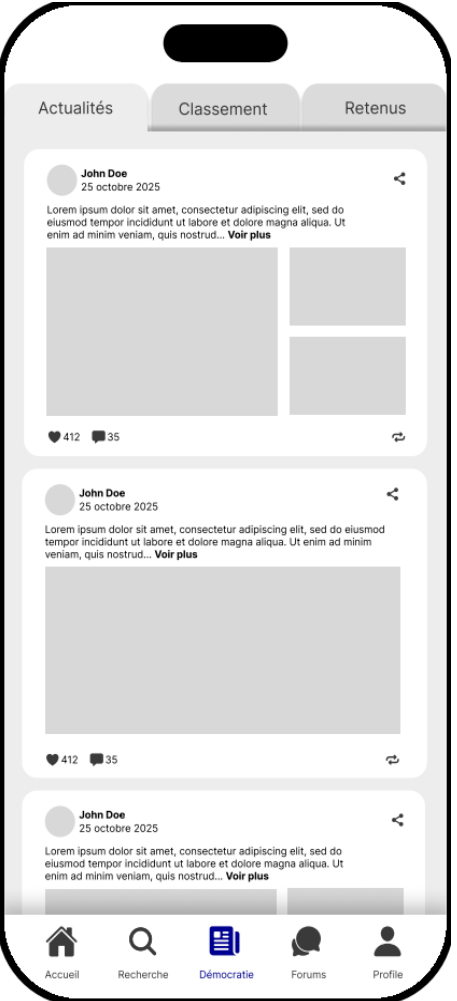 Actualités
Classement
Retenus
John Doe
25 octobre 2025
Lorem ipsum dolor sit amet, consectetur adipiscing elit, sed do
eiusmod tempor incididunt ut labore et dolore magna aliqua. Ut
enim ad minim veniam, quis nostrud... Voir plus
412 35
John Doe
25 octobre 2025
Lorem ipsum dolor sit amet, consectetur adipiscing elit, sed do eiusmod
tempor incididunt ut labore et dolore magna aliqua. Ut enim ad minim
veniam, quis nostrud... Voir plus
412 35
John Doe
25 octobre 2025
Lorem ipsum dolor sit amet, consectetur adipiscing elit, sed do
eiusmod tempor incididunt ut labore et dolore magna aliqua. Ut
enim ad minim veniam, quis nostrud... Voir plus
Accueil
Recherche
Démocratie
Forums
Profile